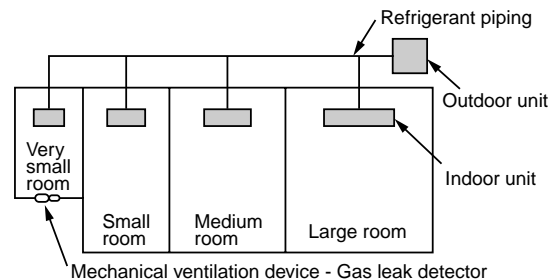 Refrigerant piping
Outdoor unit
Very
small
room
Indoor unit
Small
room
Medium
room
Large room
Mechanical ventilation device - Gas leak detector